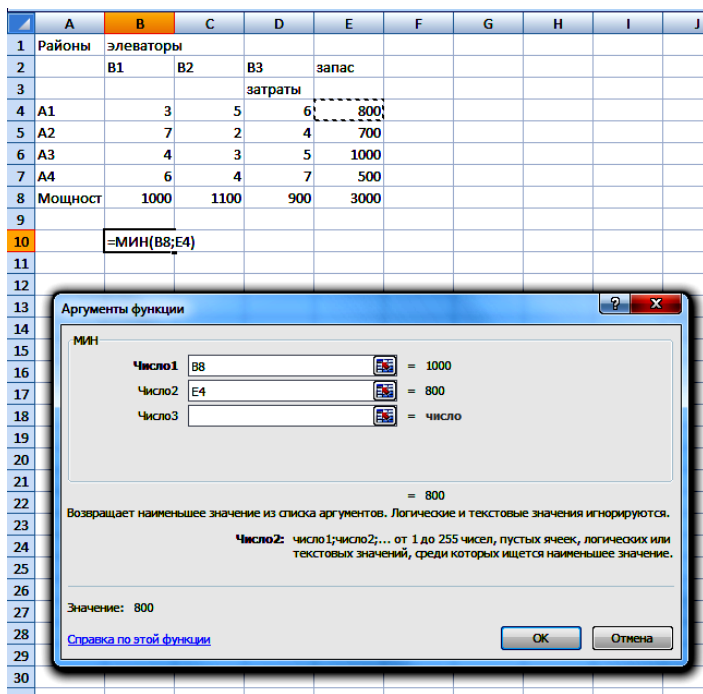 A B C D E F G H I J
1 Районы элеваторы
2 B1 B2 B3 запас
3 затраты
4 A1 3 5 6 800
5 A2 7 2 4 700
6 A3 4 3 5 1000
7 A4 6 4 7 500
8 Мощност 1000 1100 900 3000
9
10 =МИН(B8;E4)
11
12
13 Аргументы функции ? X
14
МИН
15
Число1 B8 = 1000
16
17 Число2 E4 = 800
18 Число3 = число
19
20
21
= 800
22
Возвращает наименьшее значение из списка аргументов. Логические и текстовые значения игнорируются.
23
24 Число2: число1;число2;... от 1 до 255 чисел, пустых ячеек, логических или
текстовых значений, среди которых ищется наименьшее значение.
25
26
27 Значение: 800
28 Справка по этой функции ОК Отмена
29
30